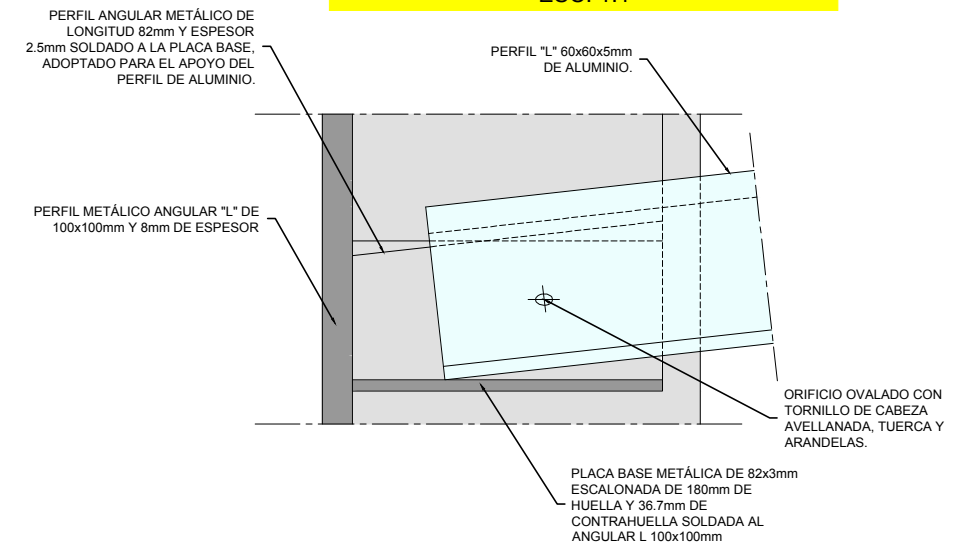 PERFIL ANGULAR METÁLICO DE
LONGITUD 82mm Y ESPESOR
2.5mm SOLDADO A LA PLACA BASE,
ADOPTADO PARA EL APOYO DEL
PERFIL DE ALUMINIO.
PERFIL "L" 60x60x5mm
DE ALUMINIO.
PERFIL METÁLICO ANGULAR "L" DE
100x100mm Y 8mm DE ESPESOR
ORIFICIO OVALADO CON
TORNILLO DE CABEZA
AVELLANADA, TUERCA Y
ARANDELAS.
PLACA BASE METÁLICA DE 82x3mm
ESCALONADA DE 180mm DE
HUELLA Y 36.7mm DE
CONTRAHUELLA SOLDADA AL
ANGULAR L 100x100mm